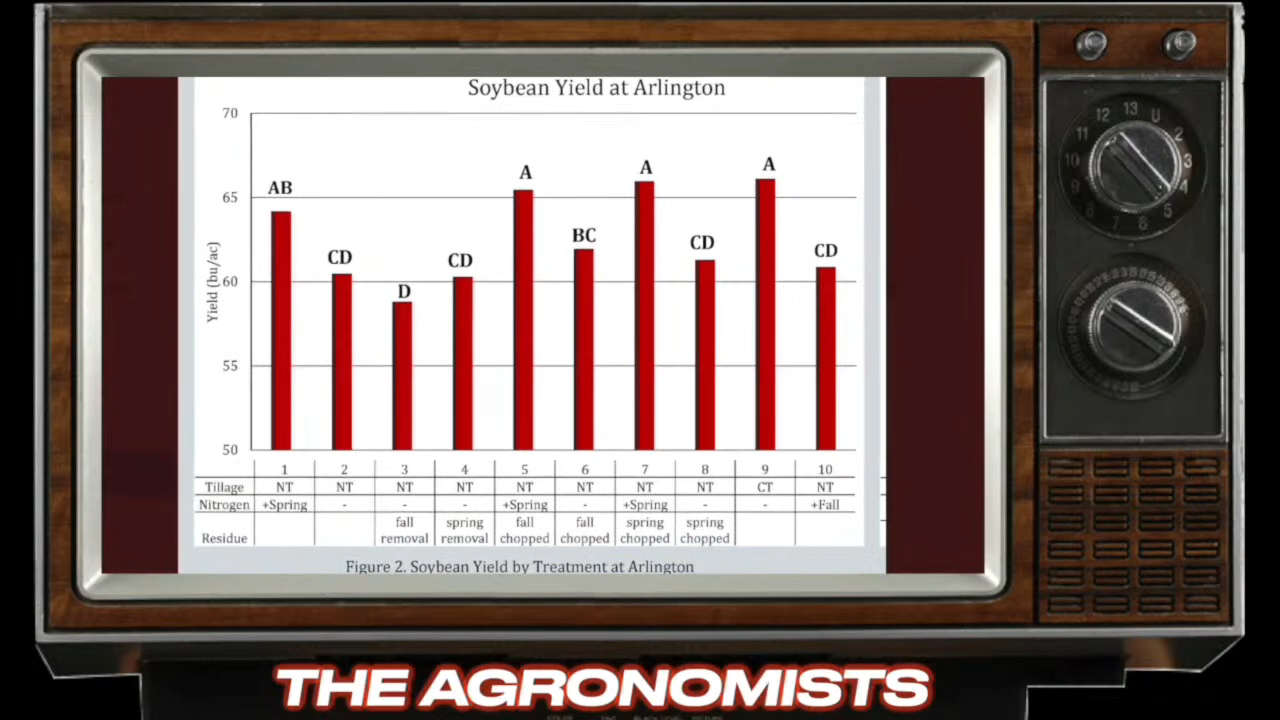 Soybean Yield at Arlington
70
65
60
55
50
Yield (bu/ac)
AB
CD
D
CD
A
BC
A
CD
A
CD
1 2 3 4 5 6 7 8 9 10
Tillage NT NT NT NT NT NT NT NT CT NT
Nitrogen +Spring - - - +Spring - +Spring - - +Fall
fall spring fall fall spring spring
Residue removal removal chopped chopped chopped chopped
Figure 2. Soybean Yield by Treatment at Arlington
12 13 U 2 3 4 5 6 7 8 9 10 11
THE AGRONOMISTS